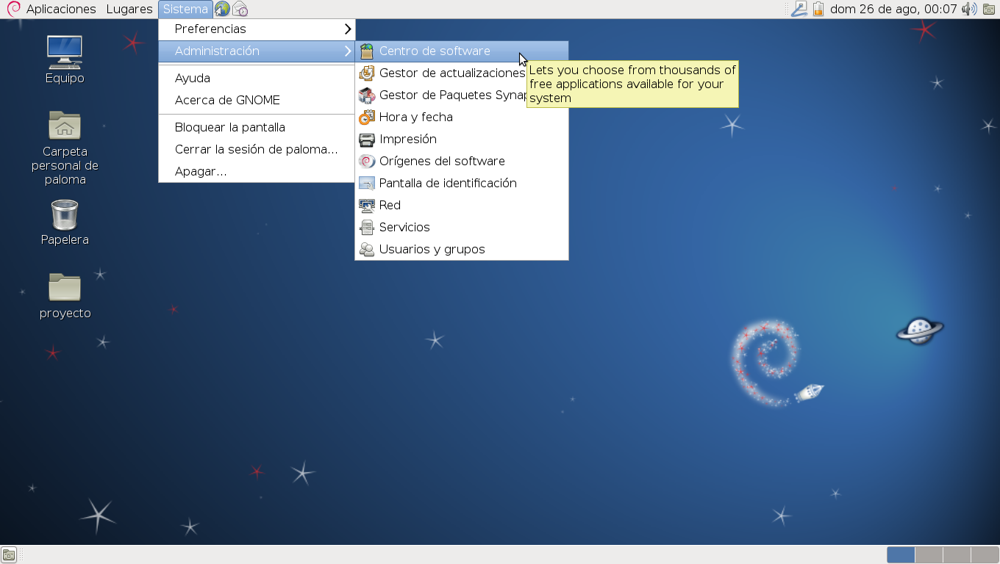 Aplicaciones Lugares Sistema dom 26 de ago, 00:07
Preferencias
Administración
Ayuda
Acerca de GNOME
Bloquear la pantalla
Cerrar la sesión de paloma...
Apagar...
Centro de software
Gestor de actualizaciones
Gestor de Paquetes Synap
Hora y fecha
Impresión
Orígenes del software
Pantalla de identificación
Red
Servicios
Usuarios y grupos
Lets you choose from thousands of
free applications available for your
system
Equipo
Carpeta
personal de
paloma
Papelera
proyecto